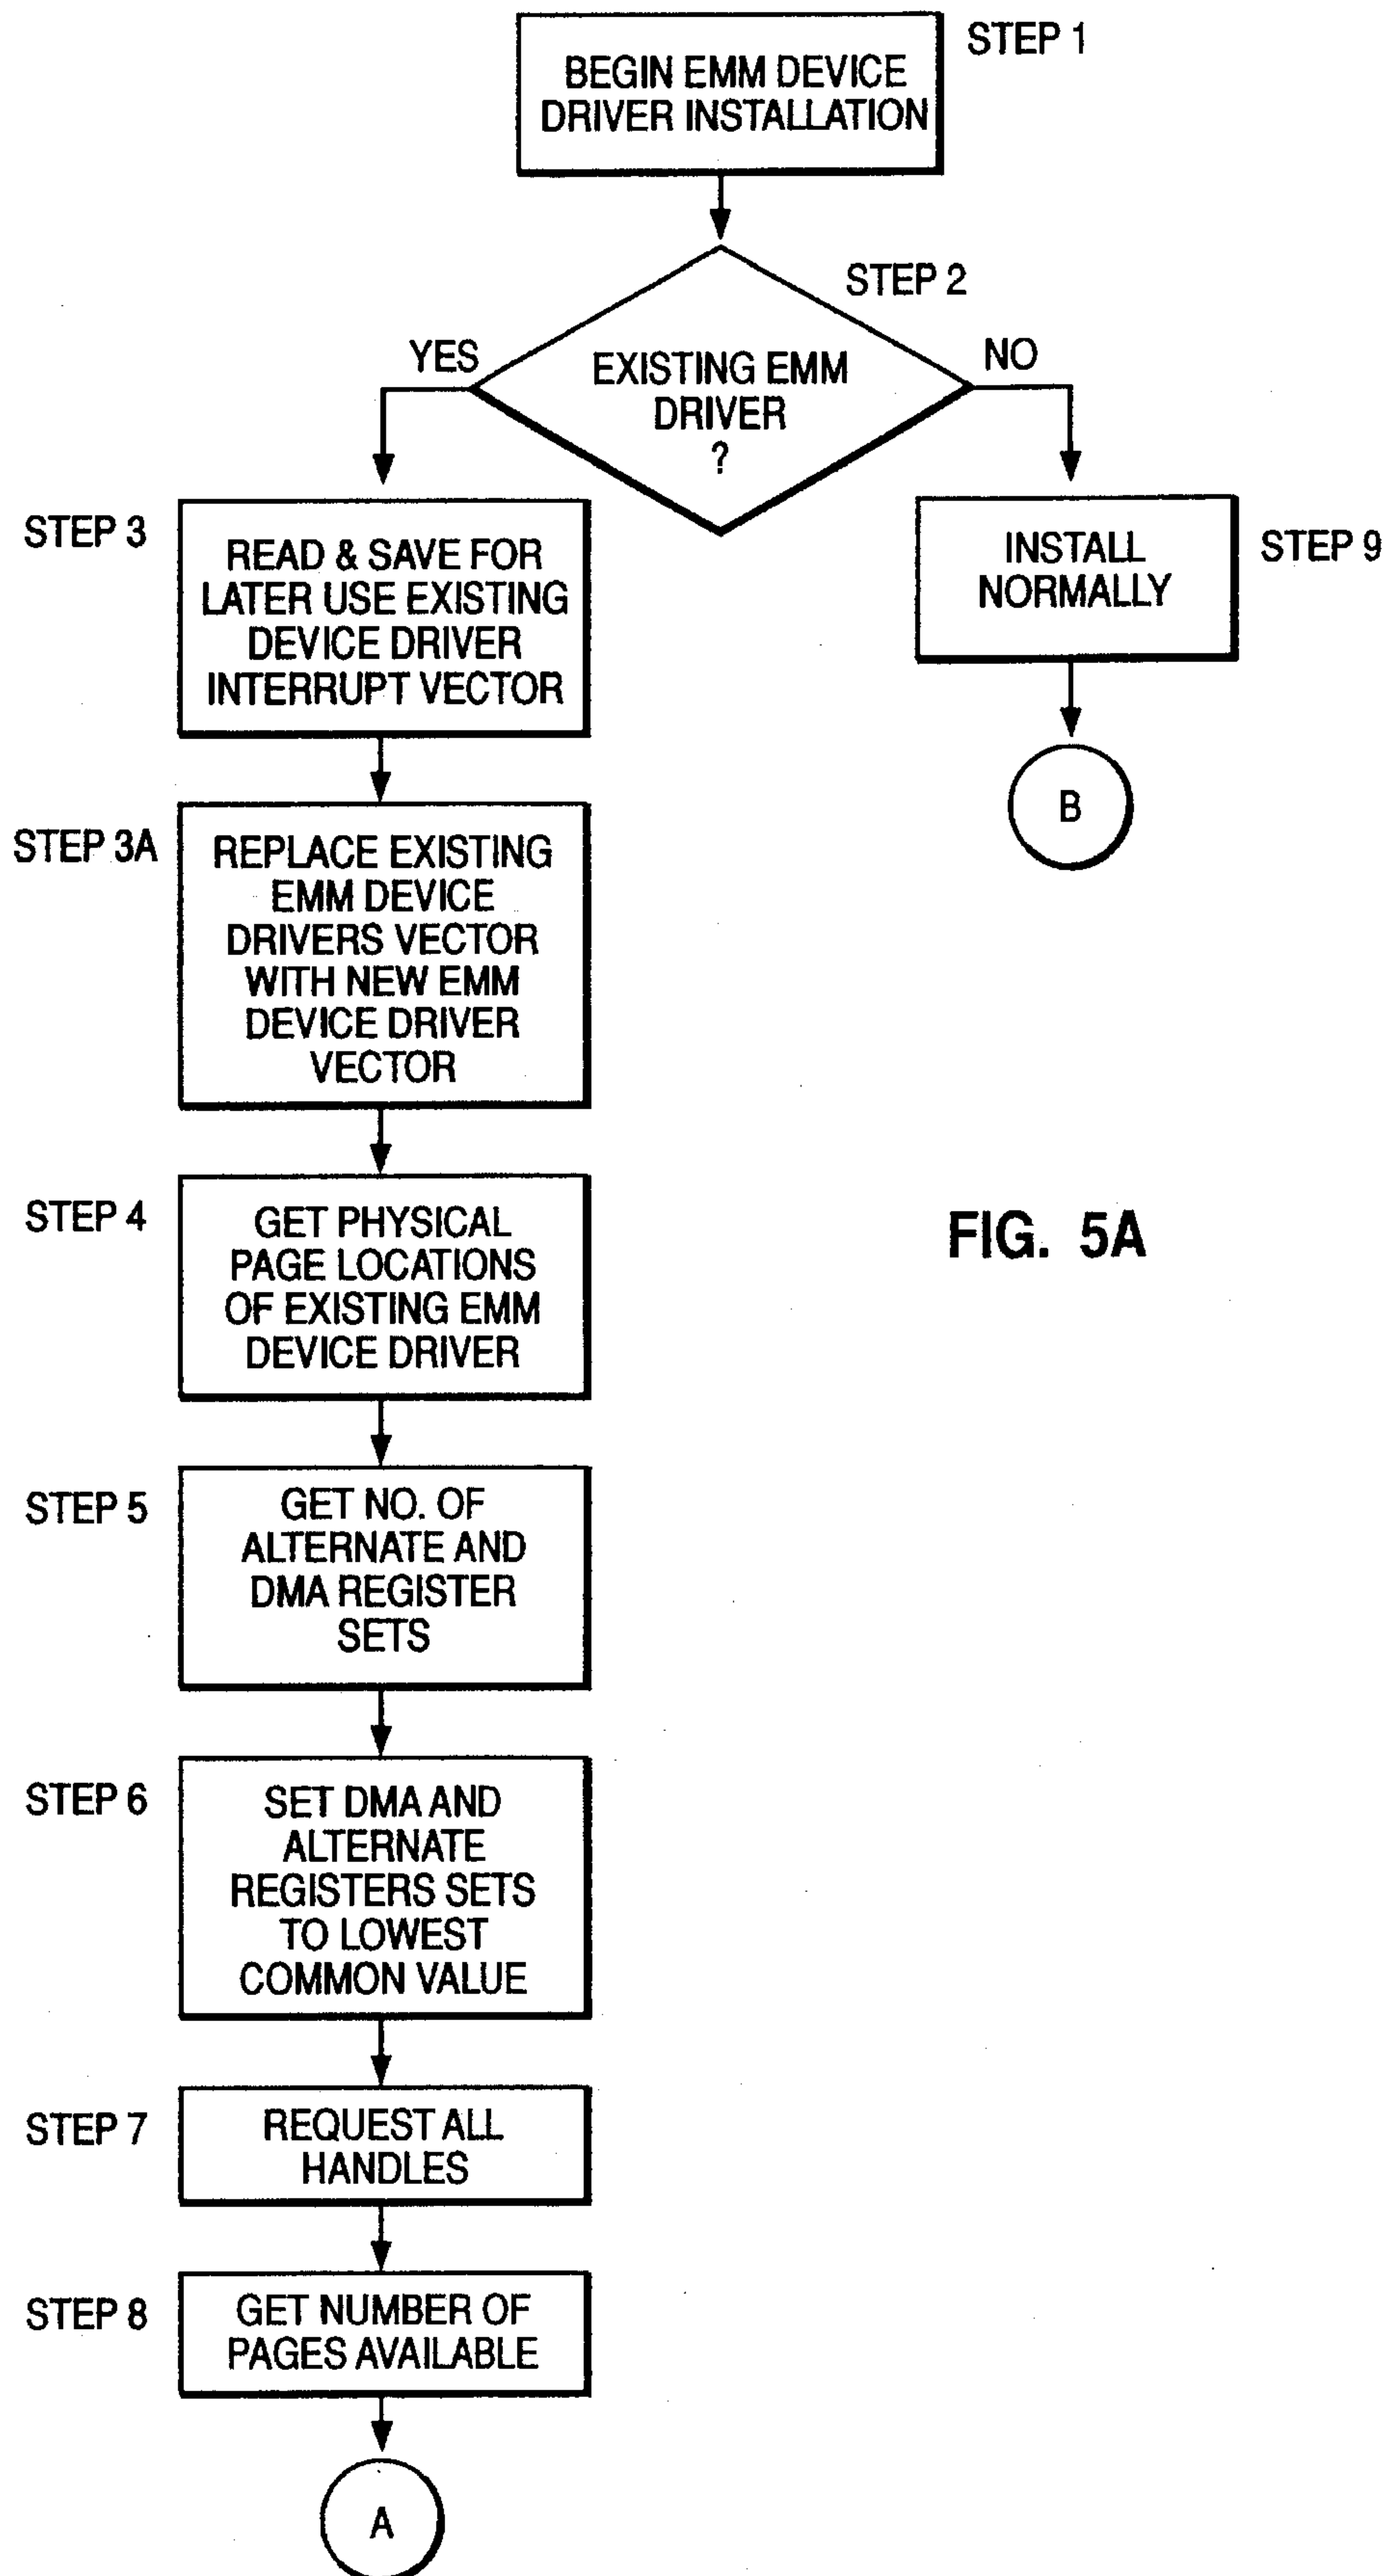 STEP 1
BEGIN EMM DEVICE
DRIVER INSTALLATION
STEP 2
YES
NO
EXISTING EMM
DRIVER
?
STEP 3
READ & SAVE FOR
LATER USE EXISTING
DEVICE DRIVER
INTERRUPT VECTOR
INSTALL
NORMALLY
STEP 9
B
STEP 3A
REPLACE EXISTING
EMM DEVICE
DRIVERS VECTOR
WITH NEW EMM
DEVICE DRIVER
VECTOR
STEP 4
GET PHYSICAL
PAGE LOCATIONS
OF EXISTING EMM
DEVICE DRIVER
FIG. 5A
STEP 5
GET NO. OF
ALTERNATE AND
DMA REGISTER
SETS
STEP 6
SET DMA AND
ALTERNATE
REGISTERS SETS
TO LOWEST
COMMON VALUE
STEP 7
REQUEST ALL
HANDLES
STEP 8
GET NUMBER OF
PAGES AVAILABLE
A